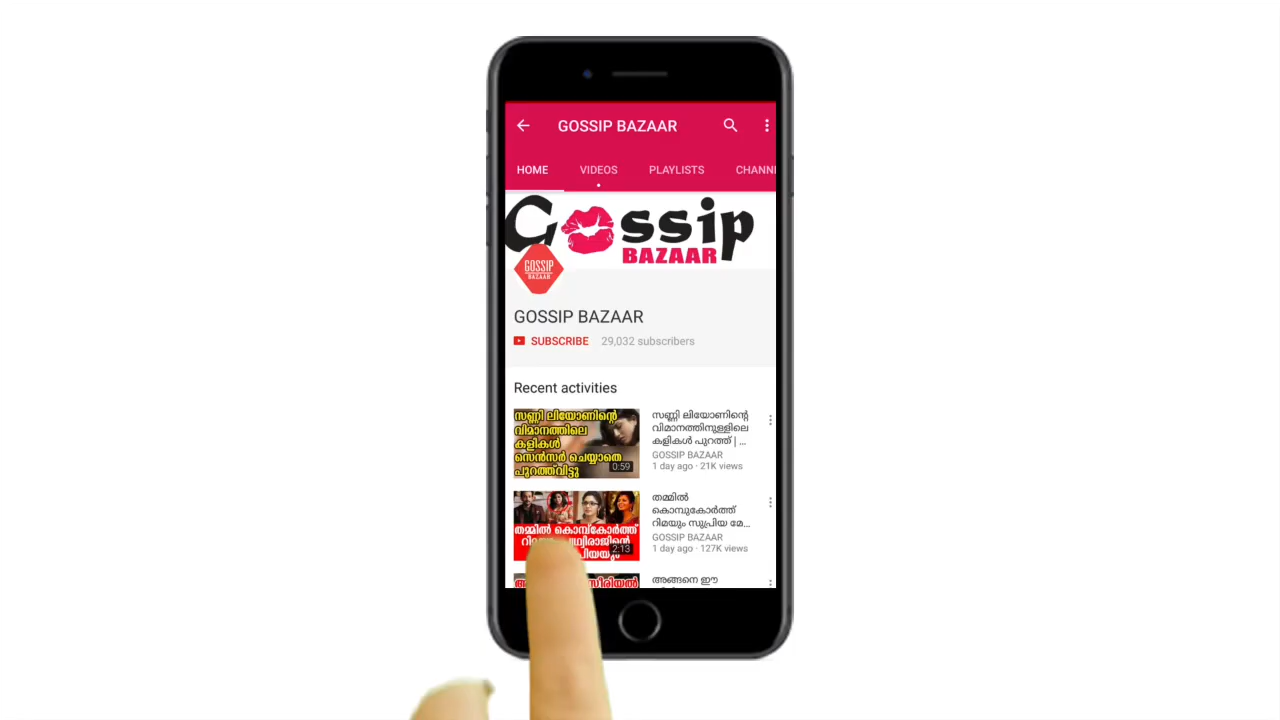 GOSSIP BAZAAR
HOME VIDEOS PLAYLISTS CHANN
Gossip
BAZAAR
GOSSIP
BAZAAR
GOSSIP BAZAAR
SUBSCRIBE 29,032 subscribers
Recent activities
സണ്ണി ലിയോണിന്റെ
വിമാനത്തിലെ
കളികൾ
സെൻസർ ചെയ്യാതെ
പുറത്ത്‌വിട്ടു
0:59
സണ്ണി ലിയോണിന്റെ
വിമാനത്തിനുള്ളിലെ
കളികൾ പുറത്ത് | ...
GOSSIP BAZAAR
1 day ago · 21K views
തമ്മിൽ കൊമ്പ്കോർത്ത്
2:13
തമ്മിൽ
കൊമ്പുകോർത്ത്
റിമയും സുപ്രിയ മേ...
GOSSIP BAZAAR
1 day ago · 127K views
അങ്ങനെ ഈ